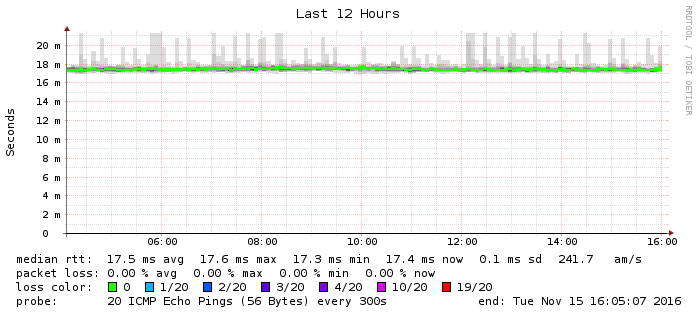 Last 12 Hours
RRDTOOL / TOBI OETIKER
Seconds
20 m
18 m
16 m
14 m
12 m
10 m
8 m
6 m
4 m
2 m
0
06:00 08:00 10:00 12:00 14:00 16:00
median rtt: 17.5 ms avg 17.6 ms max 17.3 ms min 17.4 ms now 0.1 ms sd 241.7 am/s
packet loss: 0.00 % avg 0.00 % max 0.00 % min 0.00 % now
loss color: 0 1/20 2/20 3/20 4/20 10/20 19/20
probe: 20 ICMP Echo Pings (56 Bytes) every 300s end: Tue Nov 15 16:05:07 2016